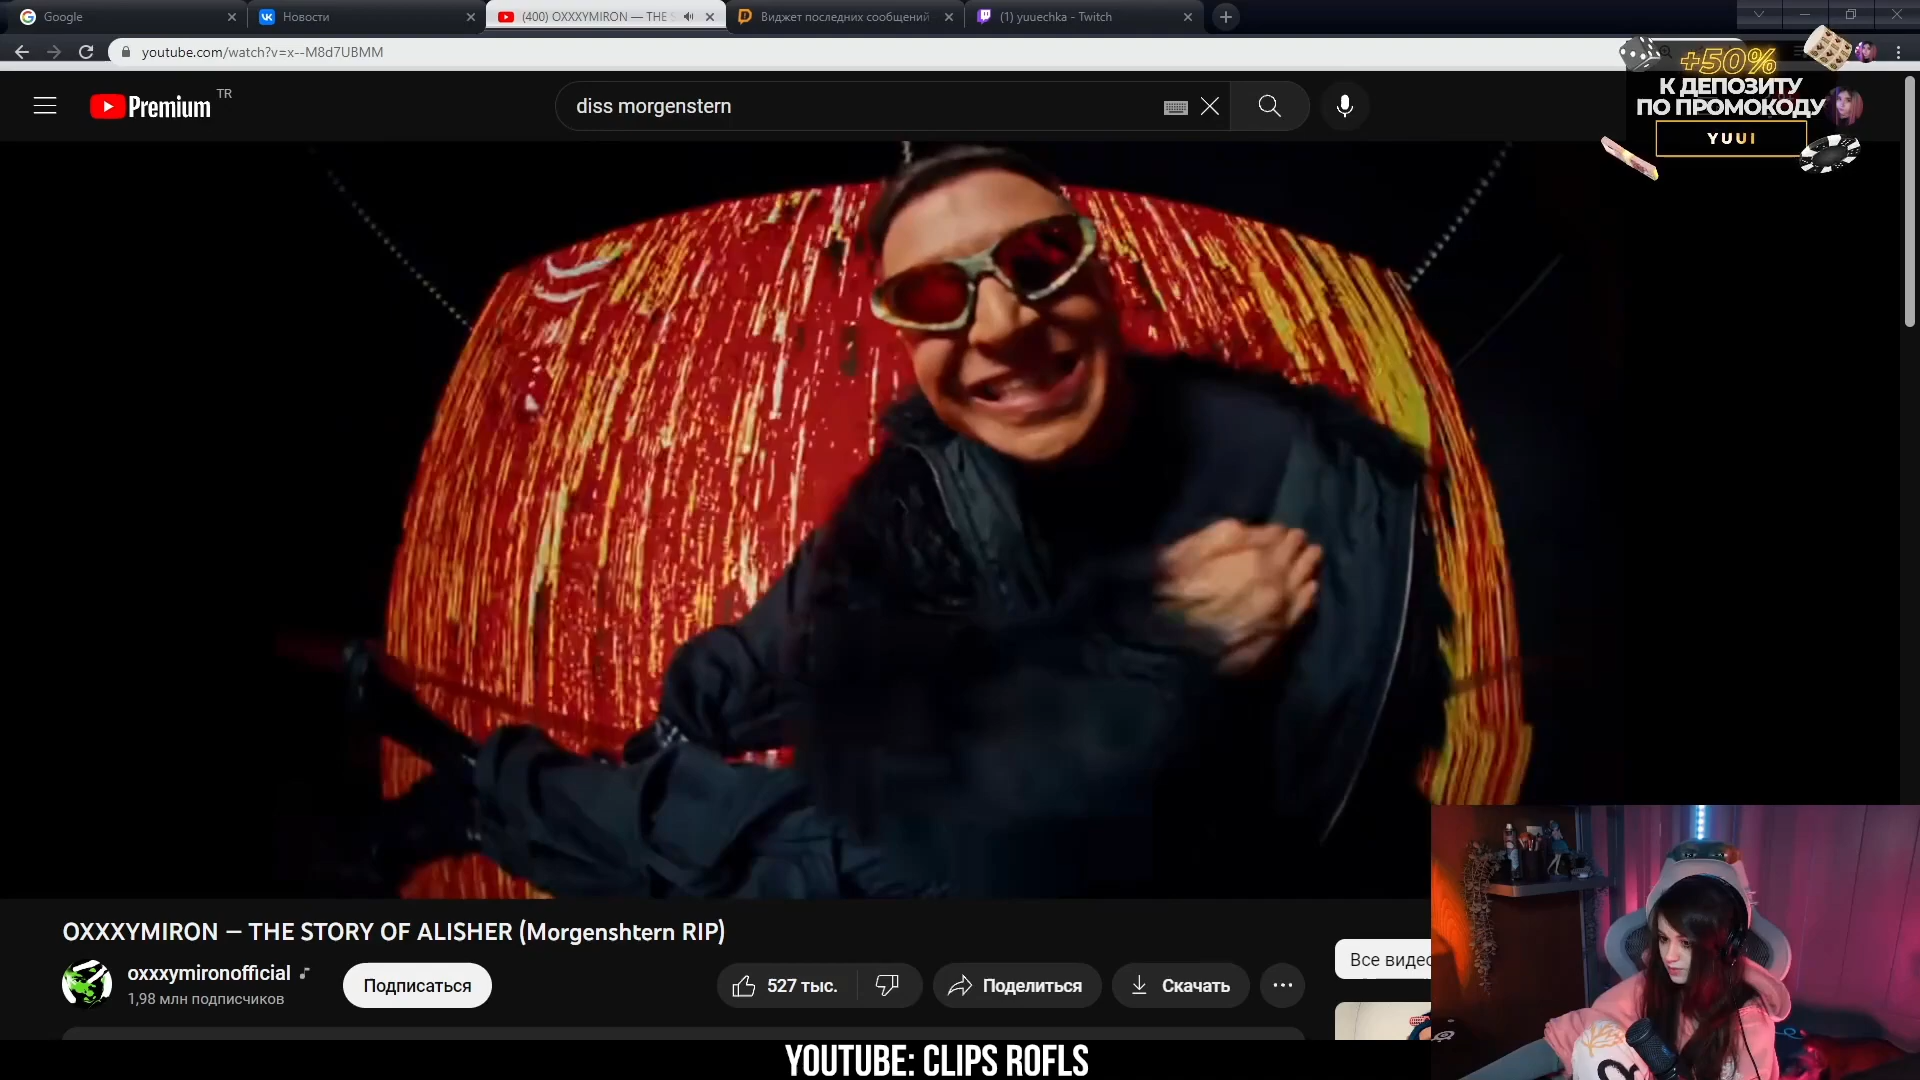 Google
Новости
(400) OXXXYMIRON — THE S
Виджет последних сообщений
(1) yuuechka - Twitch
youtube.com/watch?v=x--M8d7UBMM
+50%
К ДЕПОЗИТУ
ПО ПРОМОКОДУ
YUUI
Premium TR
diss morgenstern
OXXXYMIRON – THE STORY OF ALISHER (Morgenshtern RIP)
oxxxymironofficial
1,98 млн подписчиков
Подписаться
527 тыс.
Поделиться
Скачать
Все видео
YOUTUBE: CLIPS ROFLS